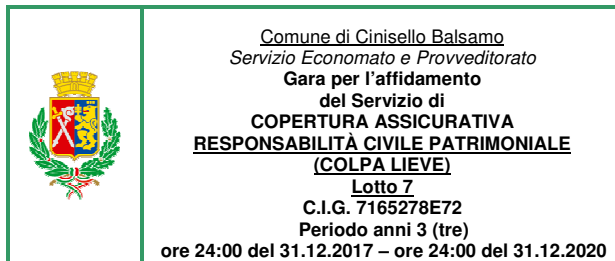 Comune di Cinisello Balsamo
Servizio Economato e Provveditorato
Gara per l'affidamento
del Servizio di
COPERTURA ASSICURATIVA
RESPONSABILITÀ CIVILE PATRIMONIALE
(COLPA LIEVE)
Lotto 7
C.I.G. 7165278E72
Periodo anni 3 (tre)
ore 24:00 del 31.12.2017 – ore 24:00 del 31.12.2020